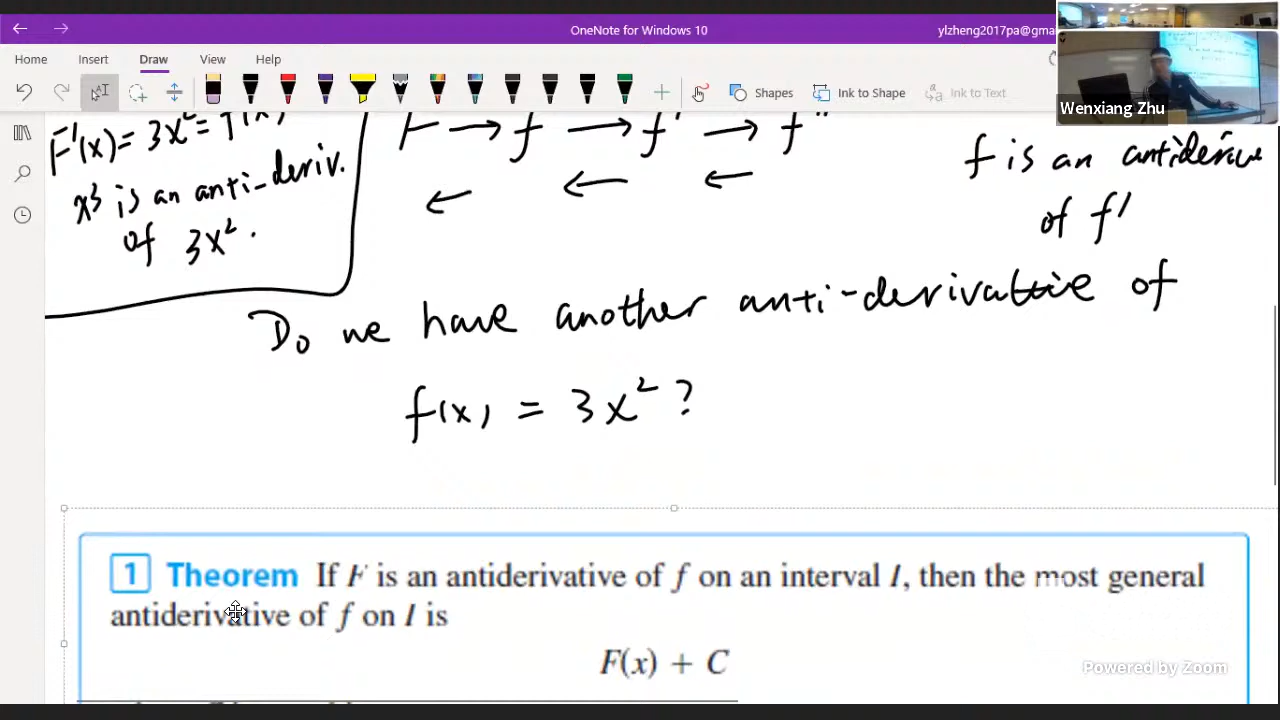 OneNote for Windows 10
ylzheng2017pa@gma
Home Insert Draw View Help
Shapes Ink to Shape Ink to Text
Wenxiang Zhu
F'(x) = 3x² = f(x)
x³ is an anti-deriv.
of 3x².
F → f → f' → f''
← ← ←
f is an
of f'
Do we have another anti-derivative of
f(x) = 3x² ?
1 Theorem If F is an antiderivative of f on an interval I, then the most general
antiderivative of f on I is
F(x) + C
Powered by Zoom